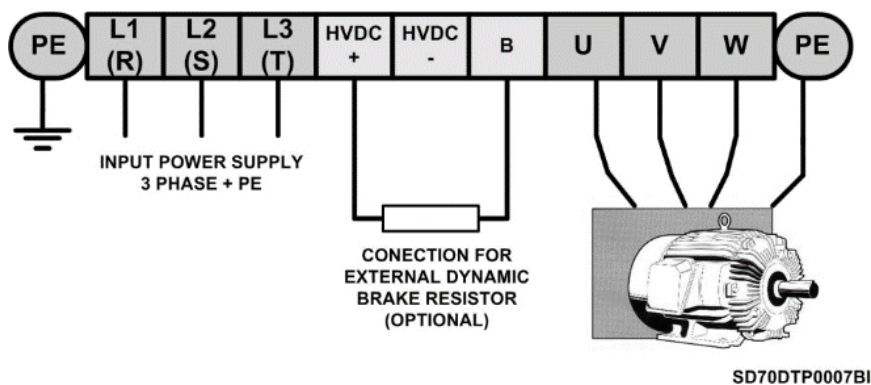 PE L1 L2 L3 HVDC HVDC B U V W PE
(R) (S) (T) + -
INPUT POWER SUPPLY
3 PHASE + PE
CONECTION FOR
EXTERNAL DYNAMIC
BRAKE RESISTOR
(OPTIONAL)
SD70DTP0007BI